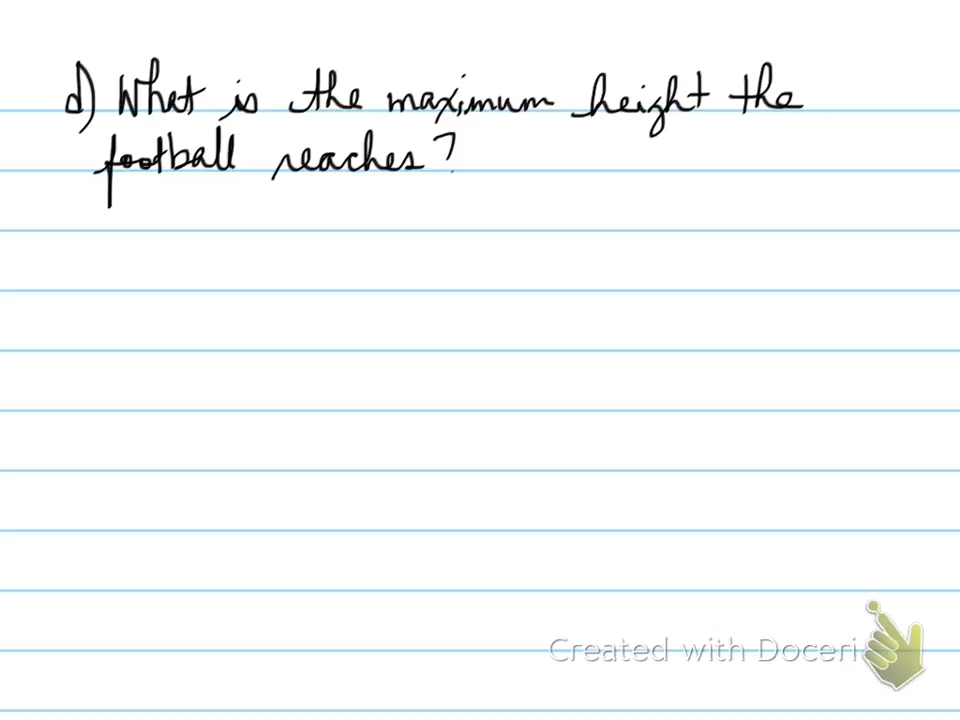 d) What is the maximum height the
football reaches?
Created with Doceri